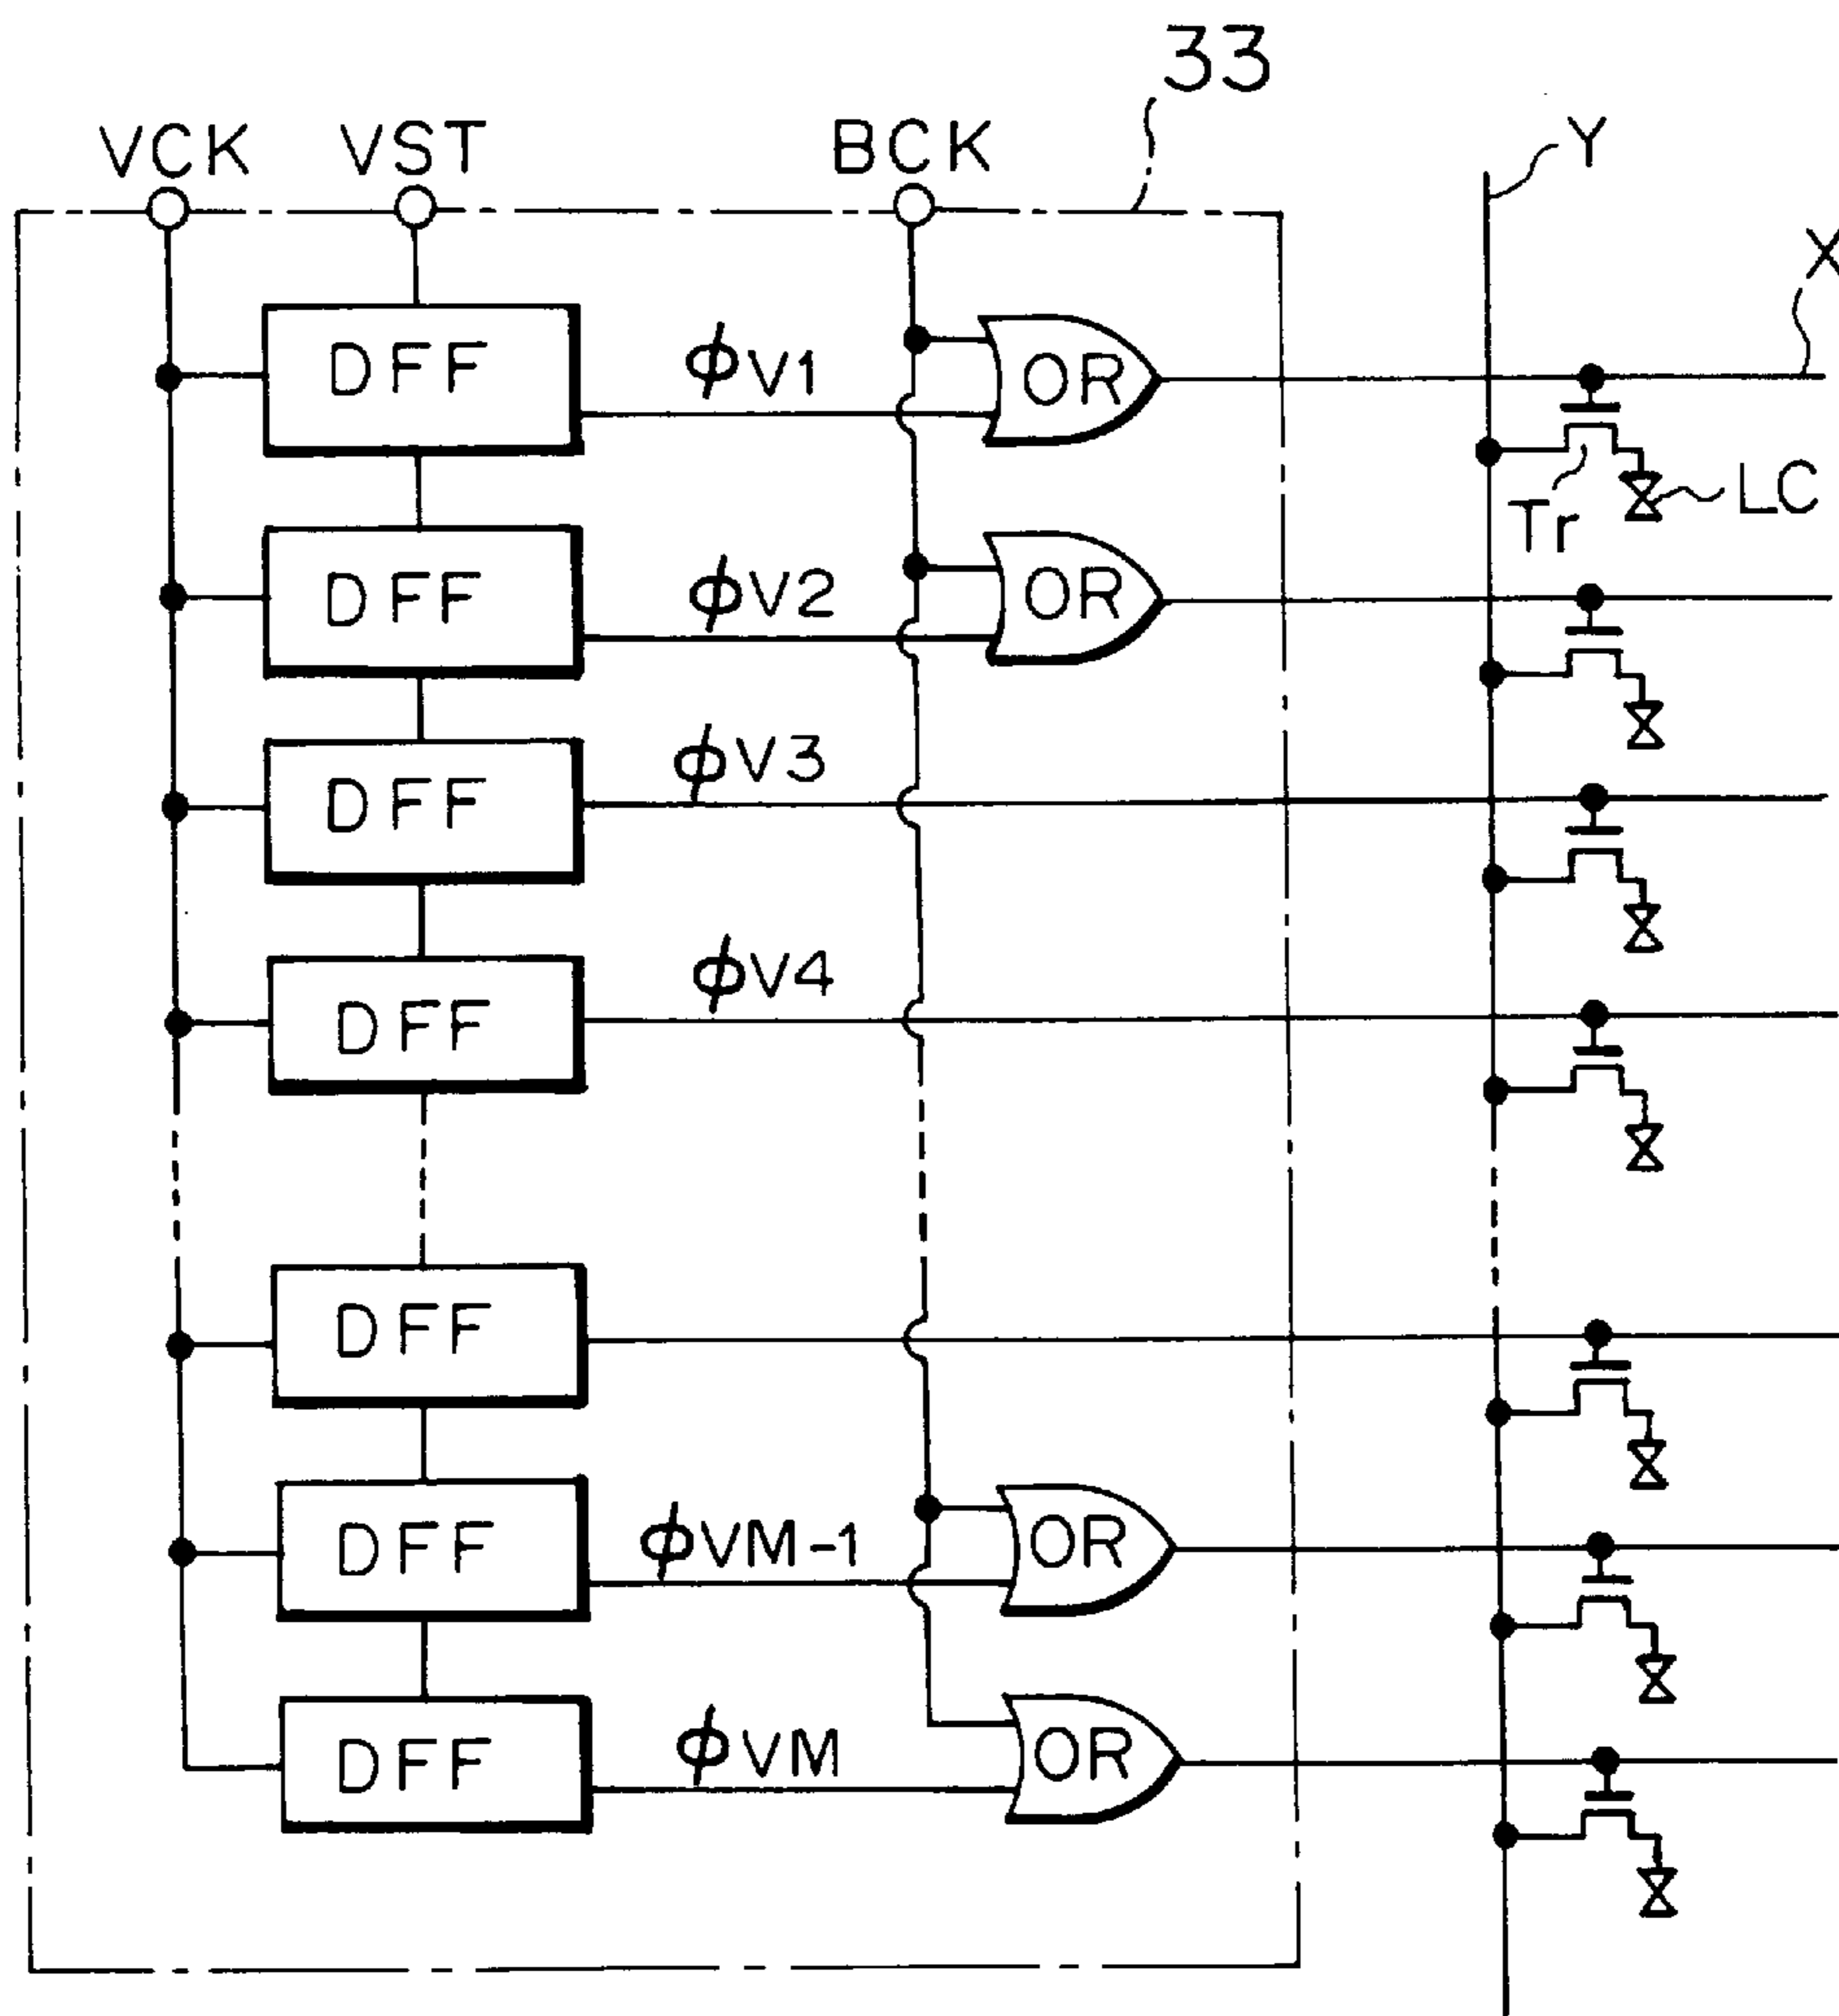 33
VCK VST BCK Y
X
DFF ϕV1 OR
Tr LC
DFF ϕV2 OR
DFF ϕV3
DFF ϕV4
DFF
DFF ϕVM-1 OR
DFF ϕVM OR